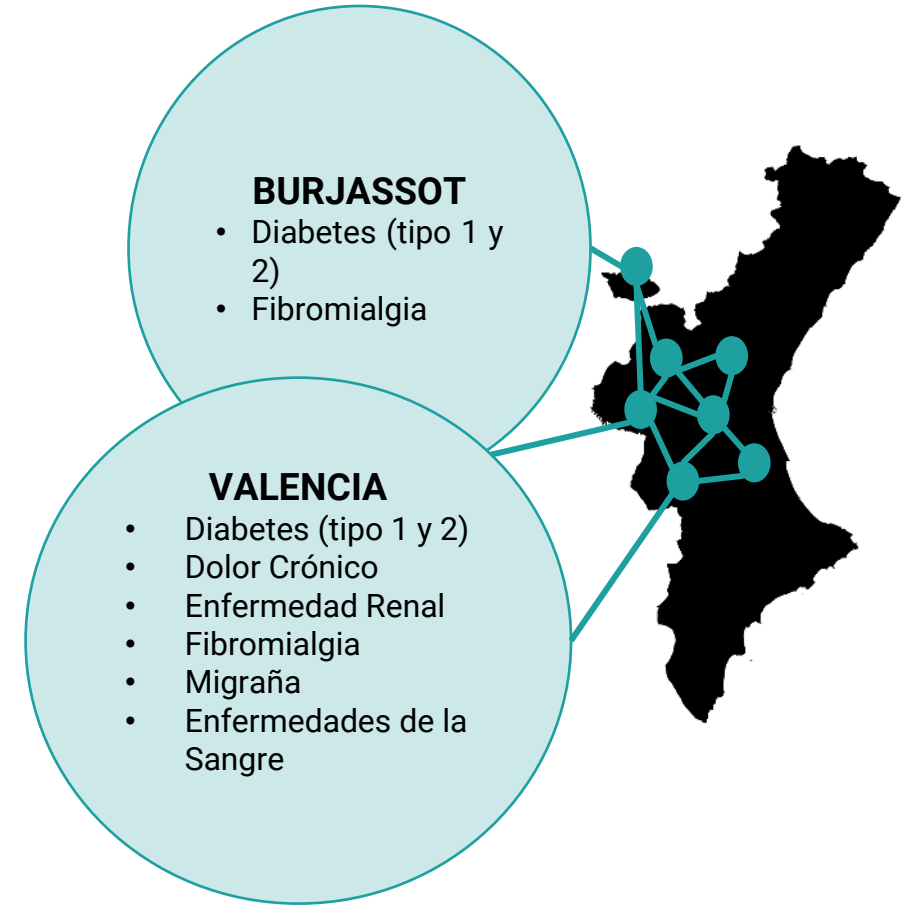 BURJASSOT
• Diabetes (tipo 1 y
2)
• Fibromialgia
VALENCIA
• Diabetes (tipo 1 y 2)
• Dolor Crónico
• Enfermedad Renal
• Fibromialgia
• Migraña
• Enfermedades de la
Sangre